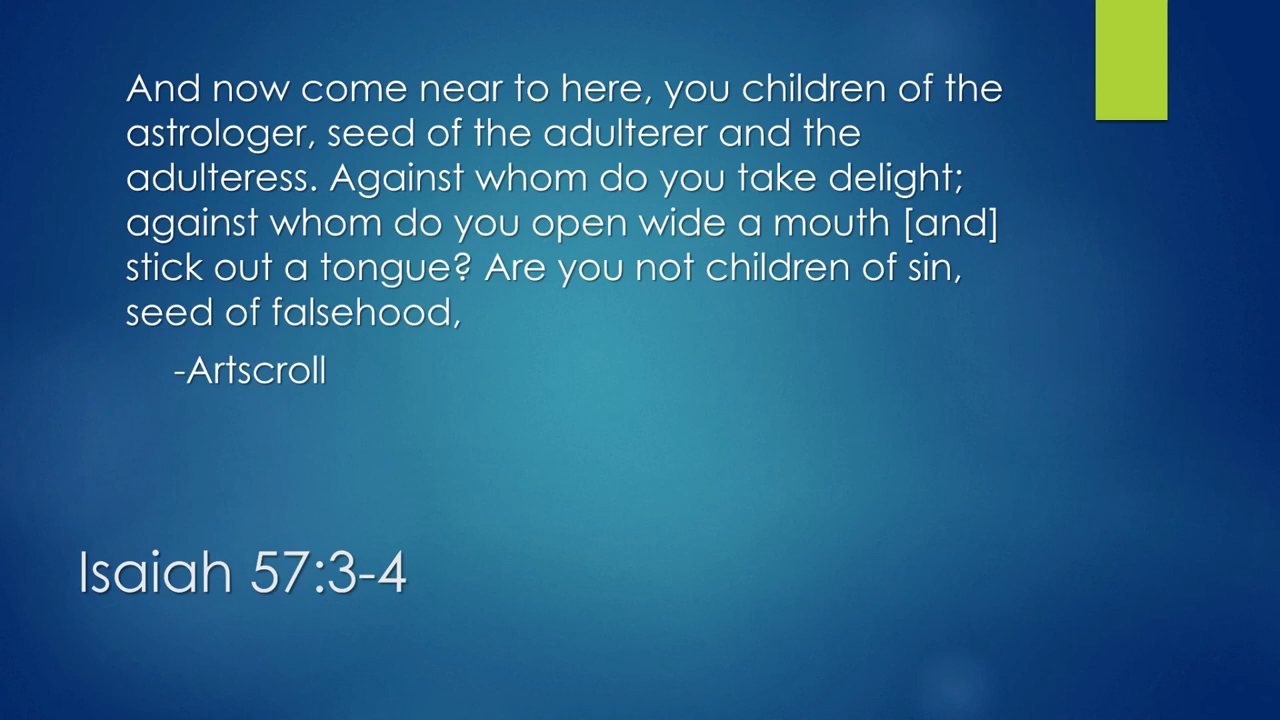 And now come near to here, you children of the
astrologer, seed of the adulterer and the
adulteress. Against whom do you take delight;
against whom do you open wide a mouth [and]
stick out a tongue? Are you not children of sin,
seed of falsehood,
-Artscroll
Isaiah 57:3-4